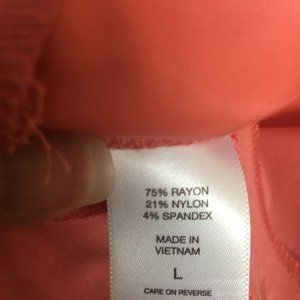 75% RAYON
21% NYLON
4% SPANDEX
MADE IN
VIETNAM
L
CARE ON REVERSE